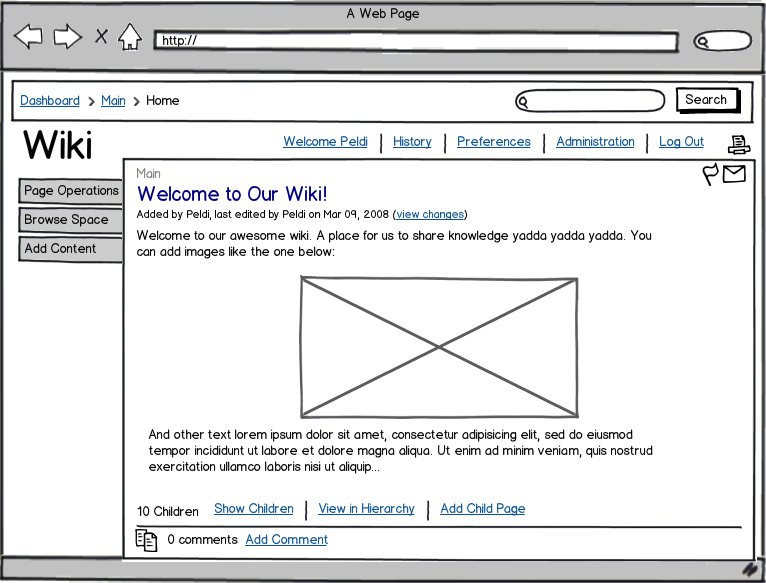 A Web Page
http://
Dashboard > Main > Home
Search
Wiki
Welcome Peldi | History | Preferences | Administration | Log Out
Page Operations
Browse Space
Add Content
Main
Welcome to Our Wiki!
Added by Peldi, last edited by Peldi on Mar 09, 2008 (view changes)
Welcome to our awesome wiki. A place for us to share knowledge yadda yadda yadda. You
can add images like the one below:
And other text lorem ipsum dolor sit amet, consectetur adipisicing elit, sed do eiusmod
tempor incididunt ut labore et dolore magna aliqua. Ut enim ad minim veniam, quis nostrud
exercitation ullamco laboris nisi ut aliquip...
10 Children Show Children | View in Hierarchy | Add Child Page
0 comments Add Comment